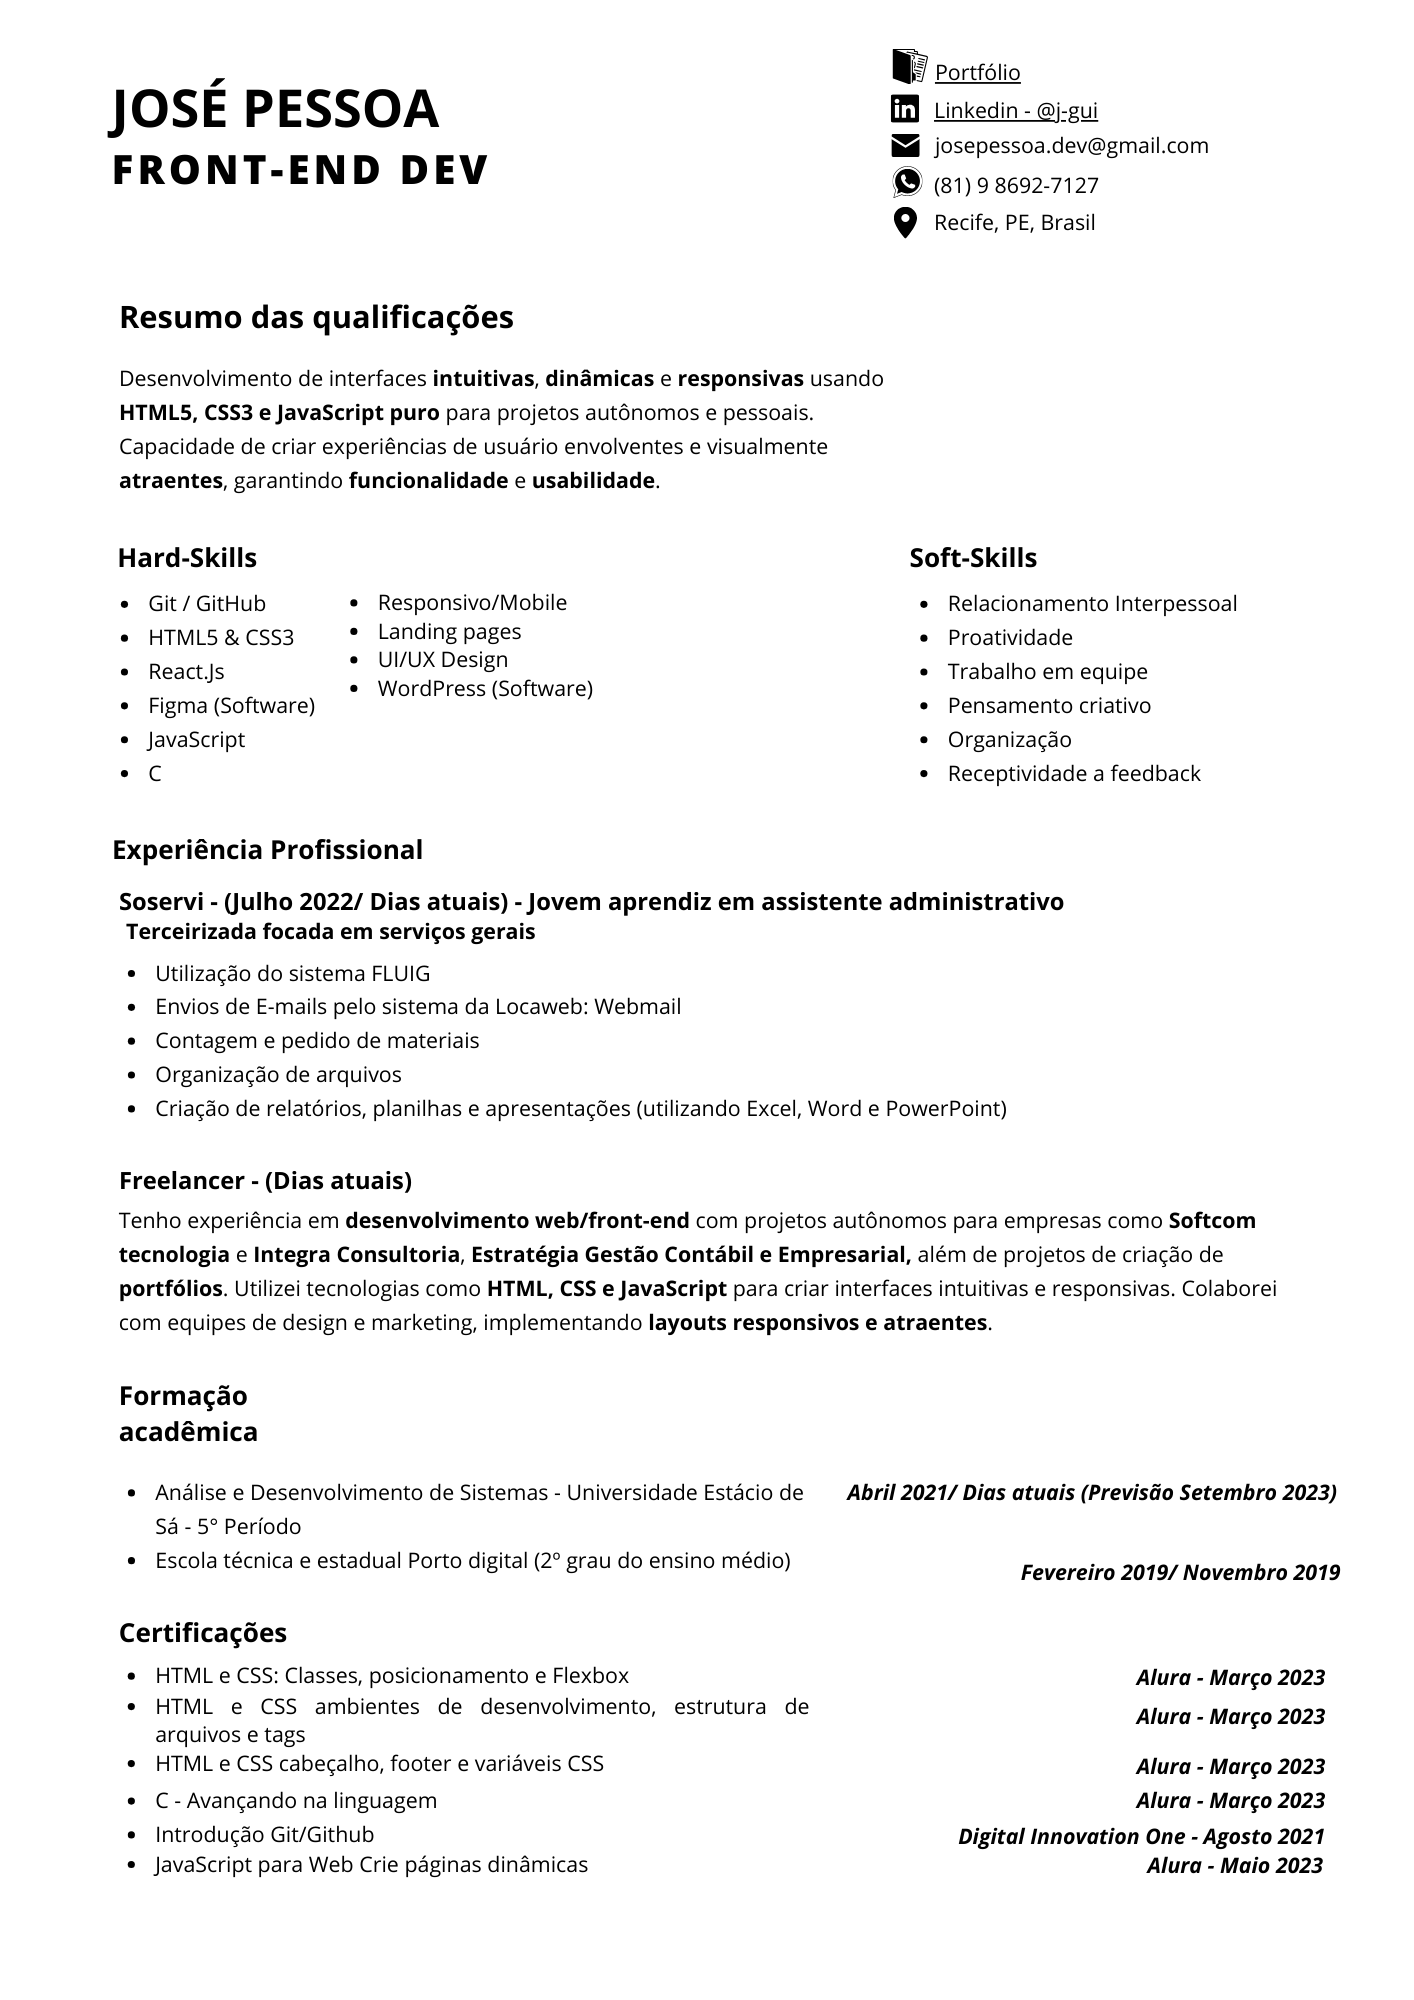 JOSÉ PESSOA
FRONT-END DEV
Portfólio
Linkedin - @j-gui
josepessoa.dev@gmail.com
(81) 9 8692-7127
Recife, PE, Brasil
Resumo das qualificações
Desenvolvimento de interfaces intuitivas, dinâmicas e responsivas usando
HTML5, CSS3 e JavaScript puro para projetos autônomos e pessoais.
Capacidade de criar experiências de usuário envolventes e visualmente
atraentes, garantindo funcionalidade e usabilidade.
Hard-Skills
• Git / GitHub
• HTML5 & CSS3
• React.Js
• Figma (Software)
• JavaScript
• C
• Responsivo/Mobile
• Landing pages
• UI/UX Design
• WordPress (Software)
Soft-Skills
• Relacionamento Interpessoal
• Proatividade
• Trabalho em equipe
• Pensamento criativo
• Organização
• Receptividade a feedback
Experiência Profissional
Soservi - (Julho 2022/ Dias atuais) - Jovem aprendiz em assistente administrativo
Terceirizada focada em serviços gerais
• Utilização do sistema FLUIG
• Envios de E-mails pelo sistema da Locaweb: Webmail
• Contagem e pedido de materiais
• Organização de arquivos
• Criação de relatórios, planilhas e apresentações (utilizando Excel, Word e PowerPoint)
Freelancer - (Dias atuais)
Tenho experiência em desenvolvimento web/front-end com projetos autônomos para empresas como Softcom
tecnologia e Integra Consultoria, Estratégia Gestão Contábil e Empresarial, além de projetos de criação de
portfólios. Utilizei tecnologias como HTML, CSS e JavaScript para criar interfaces intuitivas e responsivas. Colaborei
com equipes de design e marketing, implementando layouts responsivos e atraentes.
Formação
acadêmica
• Análise e Desenvolvimento de Sistemas - Universidade Estácio de
Sá - 5° Período
Abril 2021/ Dias atuais (Previsão Setembro 2023)
• Escola técnica e estadual Porto digital (2º grau do ensino médio)
Fevereiro 2019/ Novembro 2019
Certificações
• HTML e CSS: Classes, posicionamento e Flexbox
Alura - Março 2023
• HTML e CSS ambientes de desenvolvimento, estrutura de
arquivos e tags
Alura - Março 2023
• HTML e CSS cabeçalho, footer e variáveis CSS
Alura - Março 2023
• C - Avançando na linguagem
Alura - Março 2023
• Introdução Git/Github
Digital Innovation One - Agosto 2021
• JavaScript para Web Crie páginas dinâmicas
Alura - Maio 2023